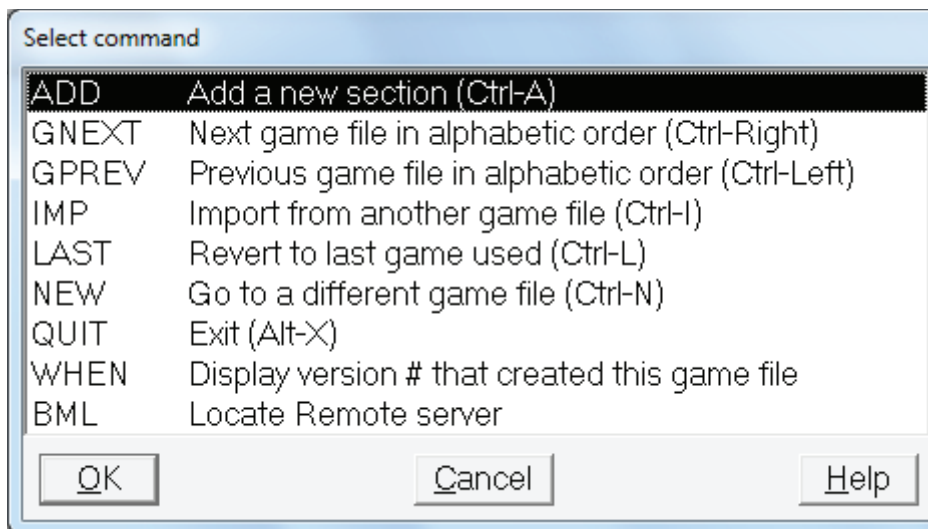 Select command
ADD Add a new section (Ctrl-A)
GNEXT Next game file in alphabetic order (Ctrl-Right)
GPREV Previous game file in alphabetic order (Ctrl-Left)
IMP Import from another game file (Ctrl-I)
LAST Revert to last game used (Ctrl-L)
NEW Go to a different game file (Ctrl-N)
QUIT Exit (Alt-X)
WHEN Display version # that created this game file
BML Locate Remote server
OK Cancel Help